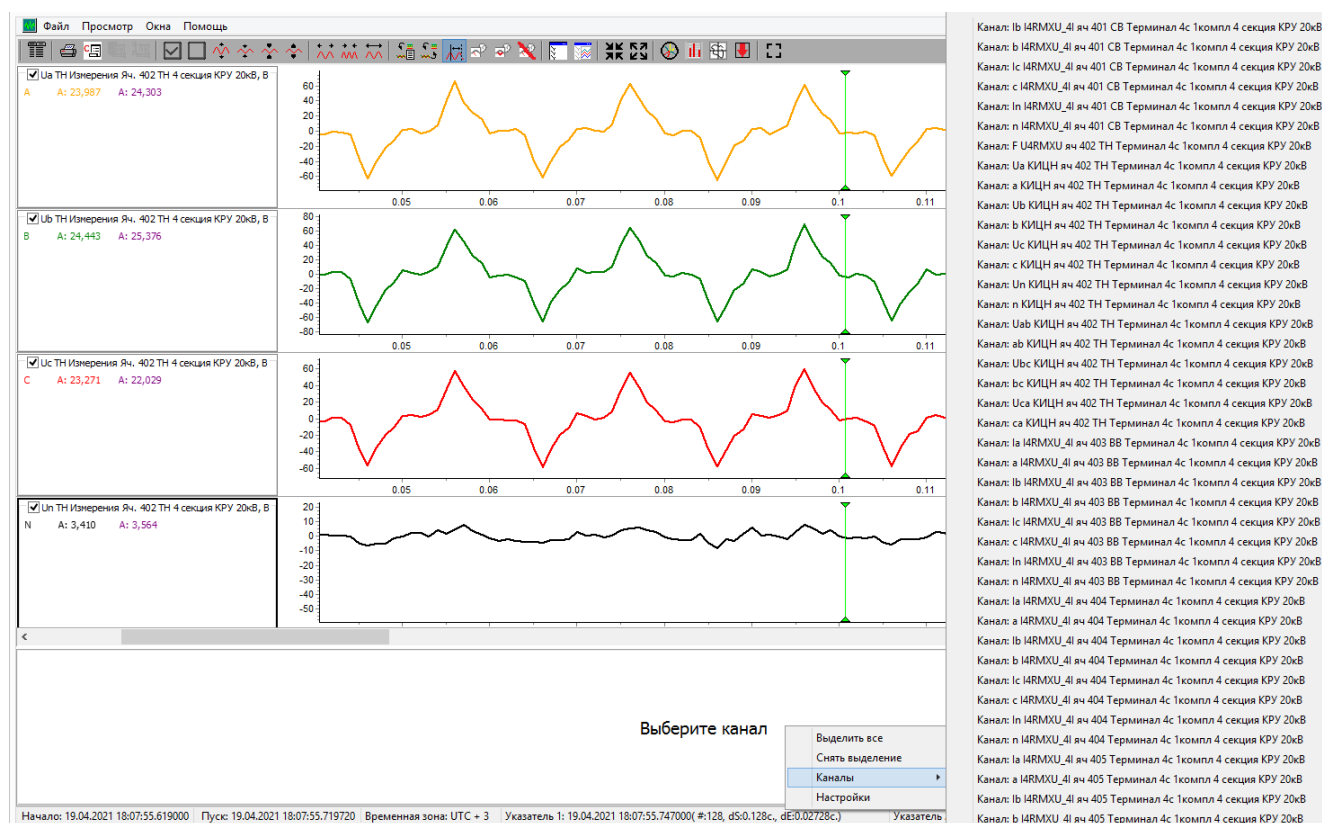 Файл Просмотр Окна Помощь
Ua ТН Измерения Яч. 402 ТН 4 секция КРУ 20кВ, В
A A: 23,987 A: 24,303
60
40
20
0
-20
-40
-60
0.05 0.06 0.07 0.08 0.09 0.1 0.11
Ub ТН Измерения Яч. 402 ТН 4 секция КРУ 20кВ, В
B A: 24,443 A: 25,376
80
60
40
20
0
-20
-40
-60
-80
0.05 0.06 0.07 0.08 0.09 0.1 0.11
Uc ТН Измерения Яч. 402 ТН 4 секция КРУ 20кВ, В
C A: 23,271 A: 22,029
60
40
20
0
-20
-40
-60
0.05 0.06 0.07 0.08 0.09 0.1 0.11
Un ТН Измерения Яч. 402 ТН 4 секция КРУ 20кВ, В
N A: 3,410 A: 3,564
20
10
0
-10
-20
-30
-40
-50
Выберите канал
Выделить все
Снять выделение
Каналы
Настройки
Начало: 19.04.2021 18:07:55.619000 Пуск: 19.04.2021 18:07:55.719720 Временная зона: UTC + 3 Указатель 1: 19.04.2021 18:07:55.747000( #:128, dS:0.128с., dE:0.02728с.) Указатель
Канал: Ib I4RMXU_4I яч 401 СВ Терминал 4с 1компл 4 секция КРУ 20кВ
Канал: b I4RMXU_4I яч 401 СВ Терминал 4с 1компл 4 секция КРУ 20кВ
Канал: Ic I4RMXU_4I яч 401 СВ Терминал 4с 1компл 4 секция КРУ 20кВ
Канал: c I4RMXU_4I яч 401 СВ Терминал 4с 1компл 4 секция КРУ 20кВ
Канал: In I4RMXU_4I яч 401 СВ Терминал 4с 1компл 4 секция КРУ 20кВ
Канал: n I4RMXU_4I яч 401 СВ Терминал 4с 1компл 4 секция КРУ 20кВ
Канал: F U4RMXU яч 402 ТН Терминал 4с 1компл 4 секция КРУ 20кВ
Канал: Ua КИЦН яч 402 ТН Терминал 4с 1компл 4 секция КРУ 20кВ
Канал: a КИЦН яч 402 ТН Терминал 4с 1компл 4 секция КРУ 20кВ
Канал: Ub КИЦН яч 402 ТН Терминал 4с 1компл 4 секция КРУ 20кВ
Канал: b КИЦН яч 402 ТН Терминал 4с 1компл 4 секция КРУ 20кВ
Канал: Uc КИЦН яч 402 ТН Терминал 4с 1компл 4 секция КРУ 20кВ
Канал: c КИЦН яч 402 ТН Терминал 4с 1компл 4 секция КРУ 20кВ
Канал: Un КИЦН яч 402 ТН Терминал 4с 1компл 4 секция КРУ 20кВ
Канал: n КИЦН яч 402 ТН Терминал 4с 1компл 4 секция КРУ 20кВ
Канал: Uab КИЦН яч 402 ТН Терминал 4с 1компл 4 секция КРУ 20кВ
Канал: ab КИЦН яч 402 ТН Терминал 4с 1компл 4 секция КРУ 20кВ
Канал: Ubc КИЦН яч 402 ТН Терминал 4с 1компл 4 секция КРУ 20кВ
Канал: bc КИЦН яч 402 ТН Терминал 4с 1компл 4 секция КРУ 20кВ
Канал: Uca КИЦН яч 402 ТН Терминал 4с 1компл 4 секция КРУ 20кВ
Канал: ca КИЦН яч 402 ТН Терминал 4с 1компл 4 секция КРУ 20кВ
Канал: Ia I4RMXU_4I яч 403 ВВ Терминал 4с 1компл 4 секция КРУ 20кВ
Канал: a I4RMXU_4I яч 403 ВВ Терминал 4с 1компл 4 секция КРУ 20кВ
Канал: Ib I4RMXU_4I яч 403 ВВ Терминал 4с 1компл 4 секция КРУ 20кВ
Канал: b I4RMXU_4I яч 403 ВВ Терминал 4с 1компл 4 секция КРУ 20кВ
Канал: Ic I4RMXU_4I яч 403 ВВ Терминал 4с 1компл 4 секция КРУ 20кВ
Канал: c I4RMXU_4I яч 403 ВВ Терминал 4с 1компл 4 секция КРУ 20кВ
Канал: In I4RMXU_4I яч 403 ВВ Терминал 4с 1компл 4 секция КРУ 20кВ
Канал: n I4RMXU_4I яч 403 ВВ Терминал 4с 1компл 4 секция КРУ 20кВ
Канал: Ia I4RMXU_4I яч 404 Терминал 4с 1компл 4 секция КРУ 20кВ
Канал: a I4RMXU_4I яч 404 Терминал 4с 1компл 4 секция КРУ 20кВ
Канал: Ib I4RMXU_4I яч 404 Терминал 4с 1компл 4 секция КРУ 20кВ
Канал: b I4RMXU_4I яч 404 Терминал 4с 1компл 4 секция КРУ 20кВ
Канал: Ic I4RMXU_4I яч 404 Терминал 4с 1компл 4 секция КРУ 20кВ
Канал: c I4RMXU_4I яч 404 Терминал 4с 1компл 4 секция КРУ 20кВ
Канал: In I4RMXU_4I яч 404 Терминал 4с 1компл 4 секция КРУ 20кВ
Канал: n I4RMXU_4I яч 404 Терминал 4с 1компл 4 секция КРУ 20кВ
Канал: Ia I4RMXU_4I яч 405 Терминал 4с 1компл 4 секция КРУ 20кВ
Канал: a I4RMXU_4I яч 405 Терминал 4с 1компл 4 секция КРУ 20кВ
Канал: Ib I4RMXU_4I яч 405 Терминал 4с 1компл 4 секция КРУ 20кВ
Канал: b I4RMXU_4I яч 405 Терминал 4с 1компл 4 секция КРУ 20кВ